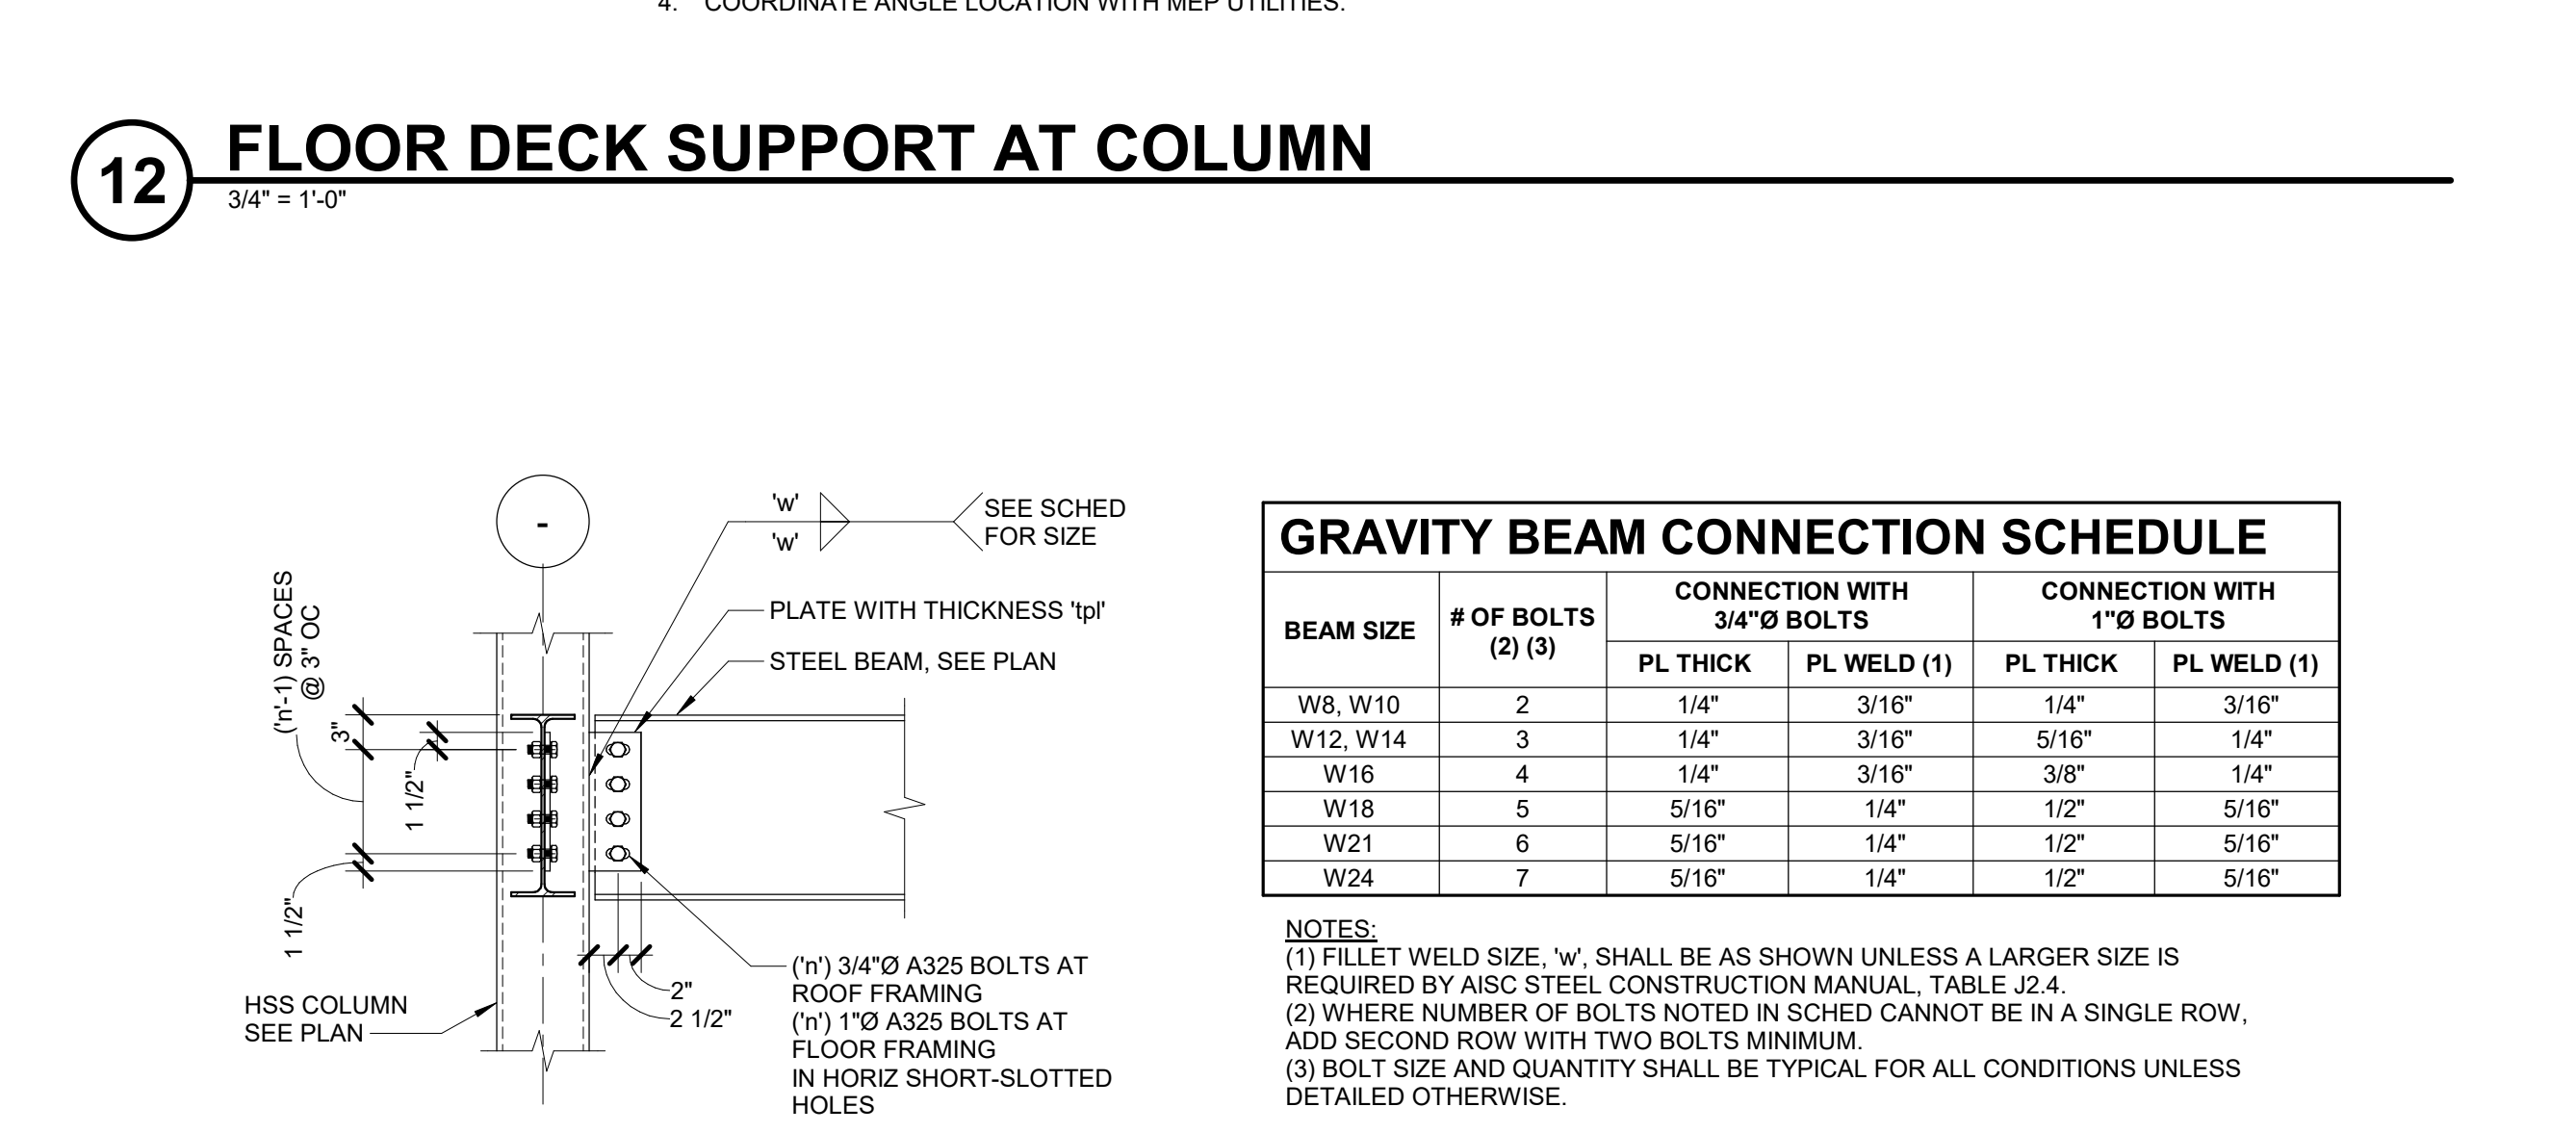 4. COORDINATE ANGLE LOCATION WITH MEP UTILITIES.
12
FLOOR DECK SUPPORT AT COLUMN
3/4" = 1'-0"
-
'w'
'w'
SEE SCHED
FOR SIZE
PLATE WITH THICKNESS 'tpl'
STEEL BEAM, SEE PLAN
('n'-1) SPACES
@ 3" OC
3"
1 1/2"
1 1/2"
HSS COLUMN
SEE PLAN
2"
2 1/2"
('n') 3/4"Ø A325 BOLTS AT
ROOF FRAMING
('n') 1"Ø A325 BOLTS AT
FLOOR FRAMING
IN HORIZ SHORT-SLOTTED
HOLES
GRAVITY BEAM CONNECTION SCHEDULE
BEAM SIZE
# OF BOLTS
(2) (3)
CONNECTION WITH
3/4"Ø BOLTS
CONNECTION WITH
1"Ø BOLTS
PL THICK PL WELD (1) PL THICK PL WELD (1)
W8, W10 2 1/4" 3/16" 1/4" 3/16"
W12, W14 3 1/4" 3/16" 5/16" 1/4"
W16 4 1/4" 3/16" 3/8" 1/4"
W18 5 5/16" 1/4" 1/2" 5/16"
W21 6 5/16" 1/4" 1/2" 5/16"
W24 7 5/16" 1/4" 1/2" 5/16"
NOTES:
(1) FILLET WELD SIZE, 'w', SHALL BE AS SHOWN UNLESS A LARGER SIZE IS
REQUIRED BY AISC STEEL CONSTRUCTION MANUAL, TABLE J2.4.
(2) WHERE NUMBER OF BOLTS NOTED IN SCHED CANNOT BE IN A SINGLE ROW,
ADD SECOND ROW WITH TWO BOLTS MINIMUM.
(3) BOLT SIZE AND QUANTITY SHALL BE TYPICAL FOR ALL CONDITIONS UNLESS
DETAILED OTHERWISE.